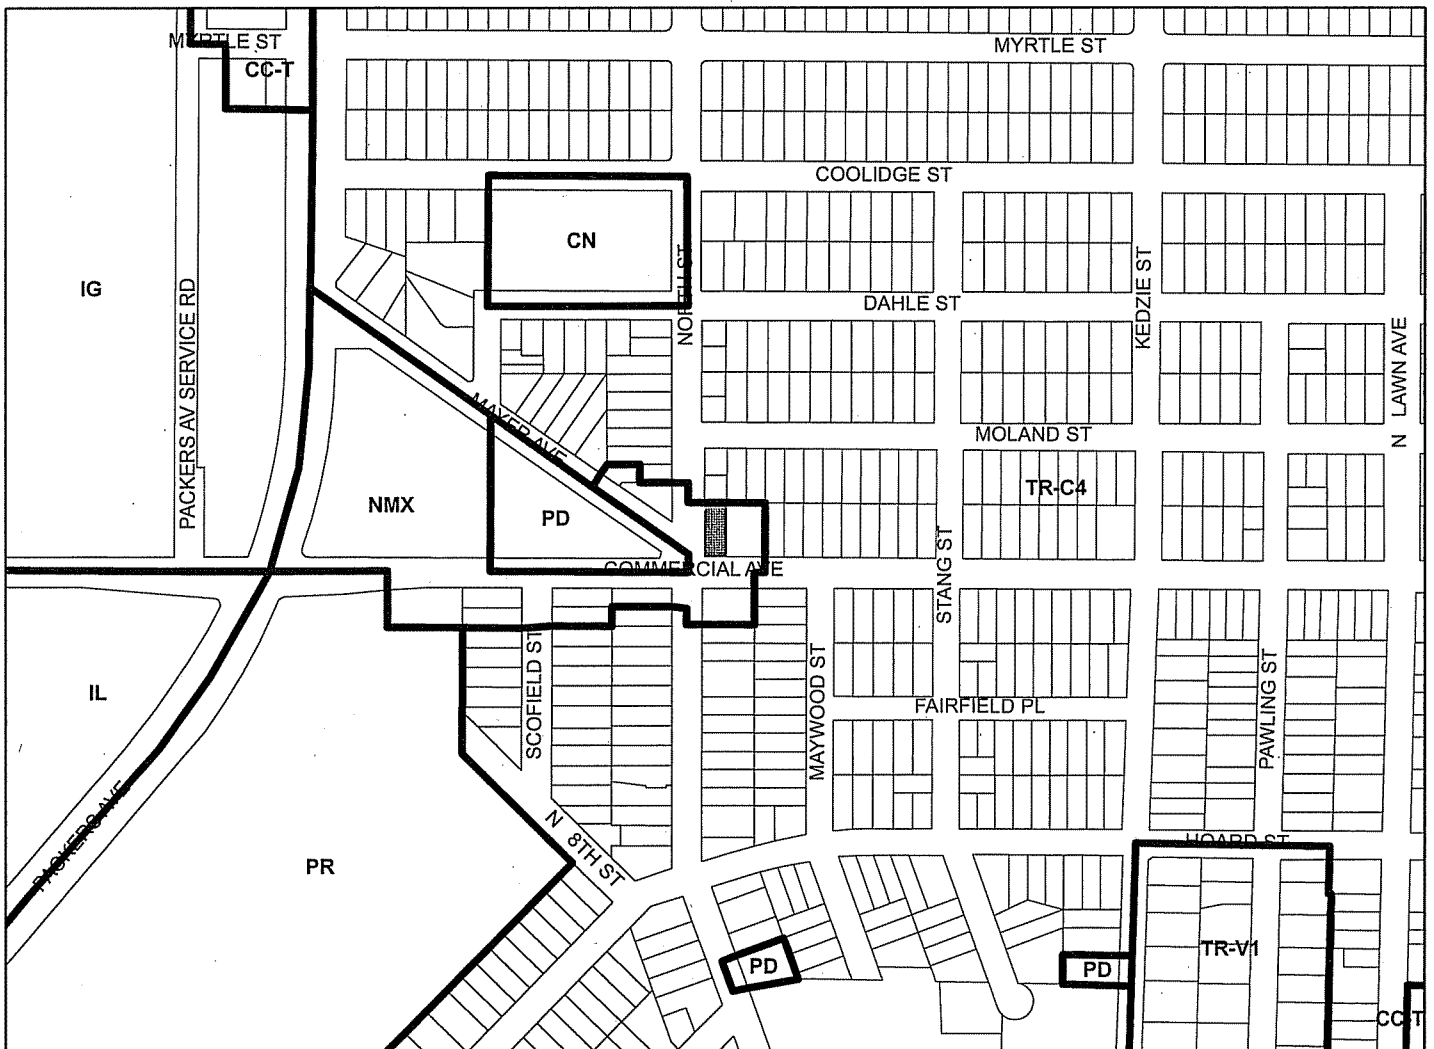 MYRTLE ST
MYRTLE ST
CC-T
COOLIDGE ST
CN
NORTH ST
KEDZIE ST
IG
PACKERS AV SERVICE RD
DAHLE ST
N LAWN AVE
MAYER AVE
MOLAND ST
TR-C4
NMX
PD
COMMERCIAL AVE
STANG ST
SCOFIELD ST
MAYWOOD ST
PAWLING ST
IL
FAIRFIELD PL
PACKERS AVE
N 8TH ST
HOARD ST
PR
TR-V1
PD
PD
CC-T